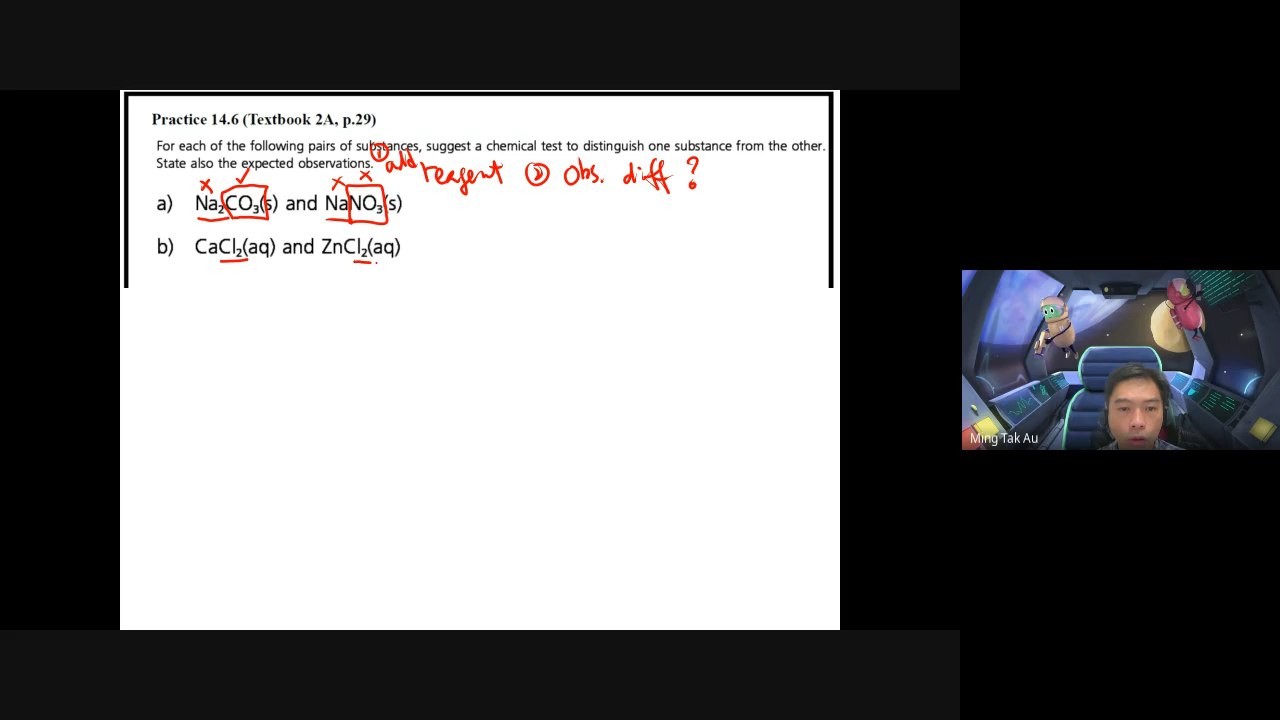 Practice 14.6 (Textbook 2A, p.29)
For each of the following pairs of substances, suggest a chemical test to distinguish one substance from the other.
State also the expected observations.
① add reagent ② Obs. diff ?
x ✓ x x
a) Na₂CO₃(s) and NaNO₃(s)
b) CaCl₂(aq) and ZnCl₂(aq)
Ming Tak Au